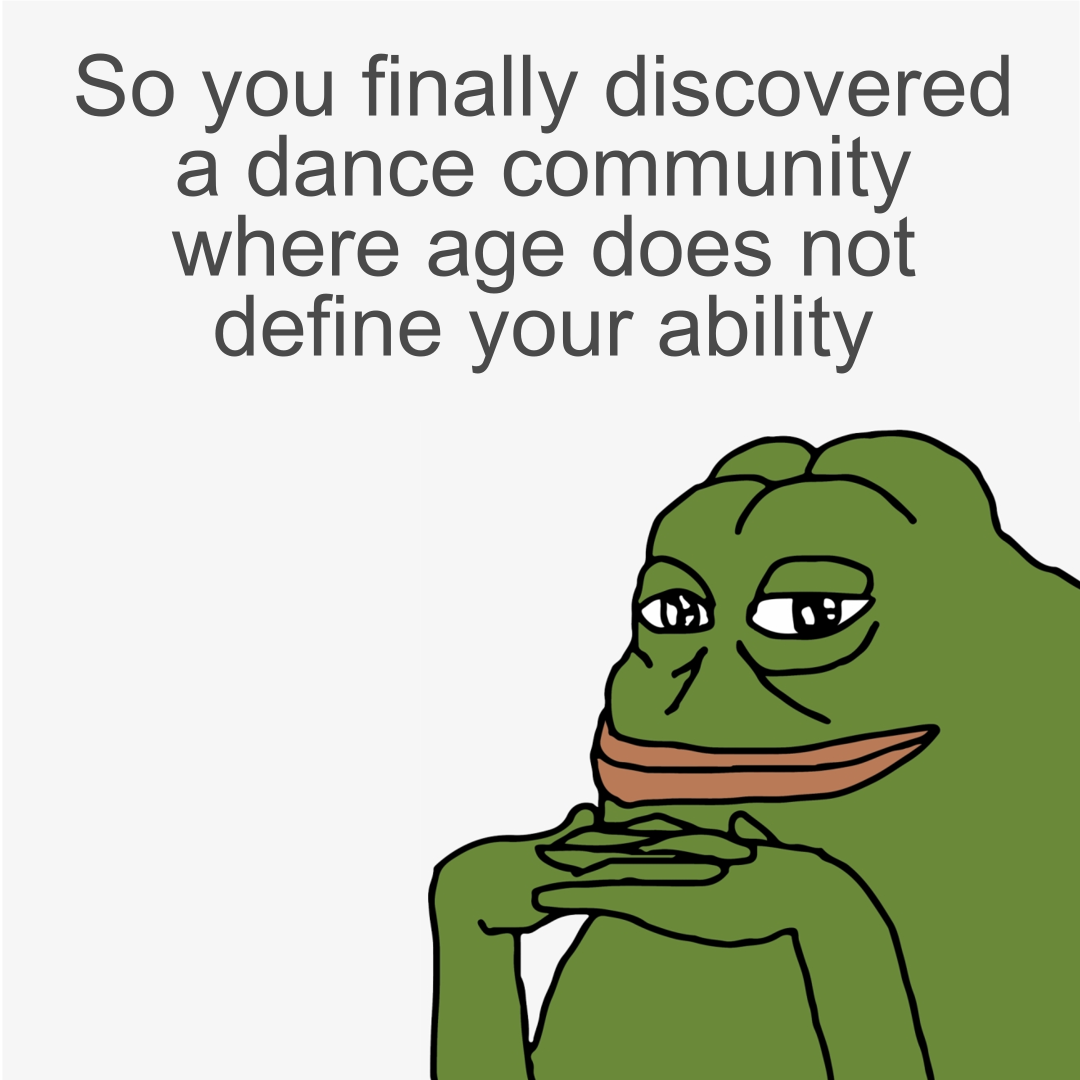 So you finally discovered
a dance community
where age does not
define your ability